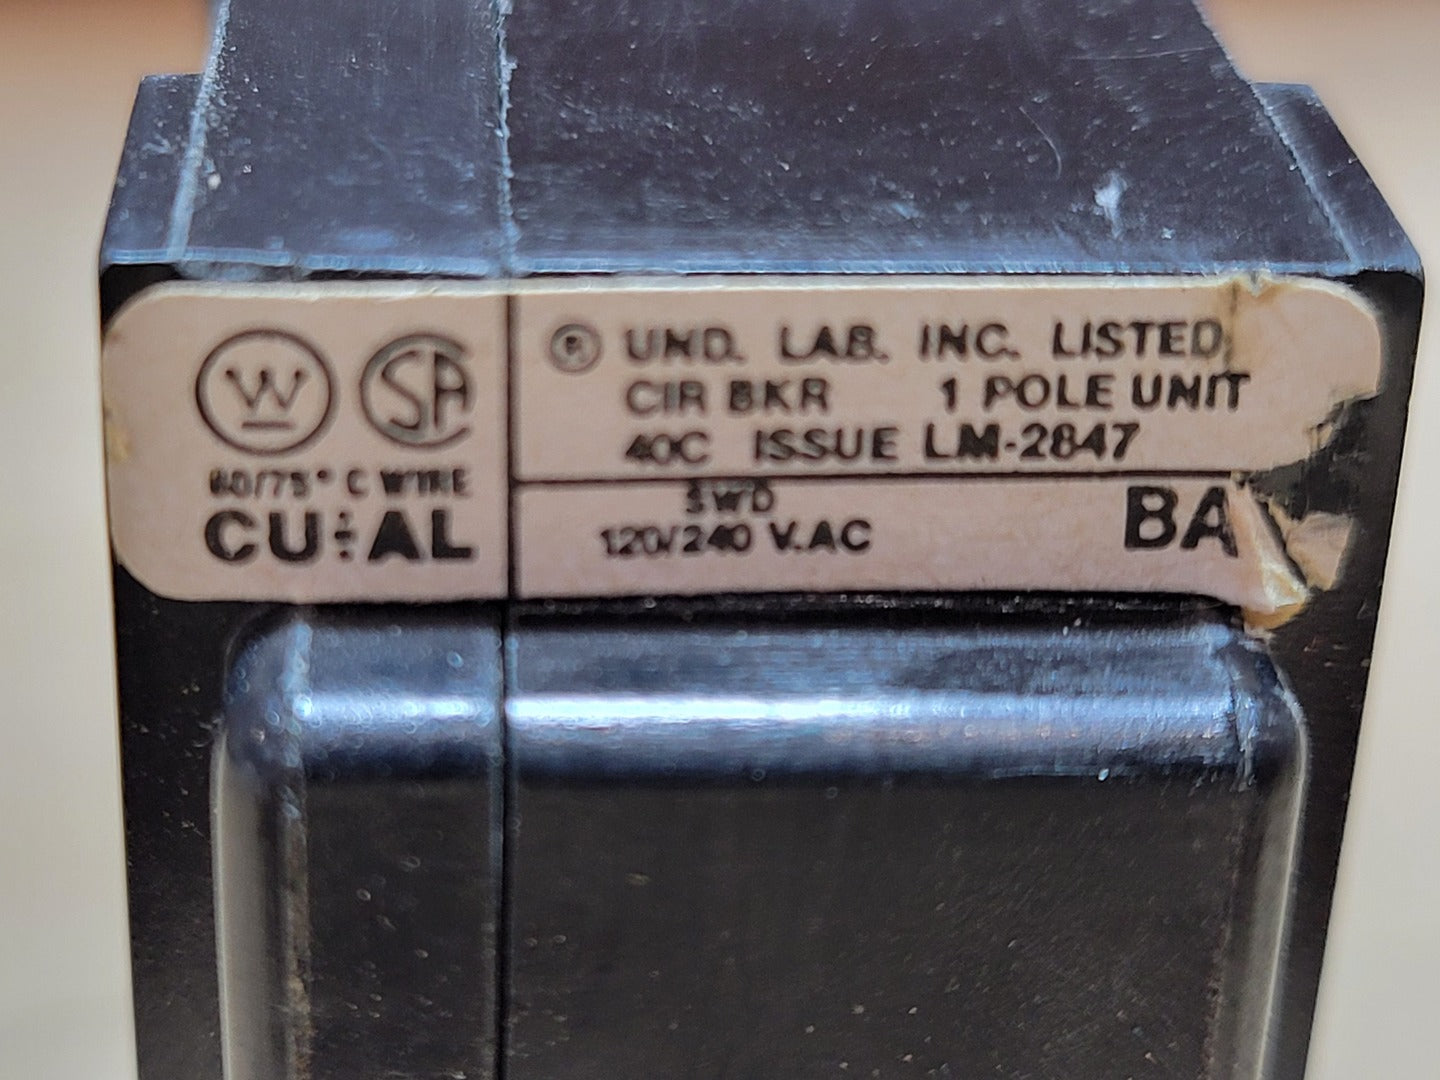 W SA
60/75° C WIRE
CU÷AL
® UND. LAB. INC. LISTED
CIR BKR 1 POLE UNIT
40C ISSUE LM-2847
SWD
120/240 V.AC
BA